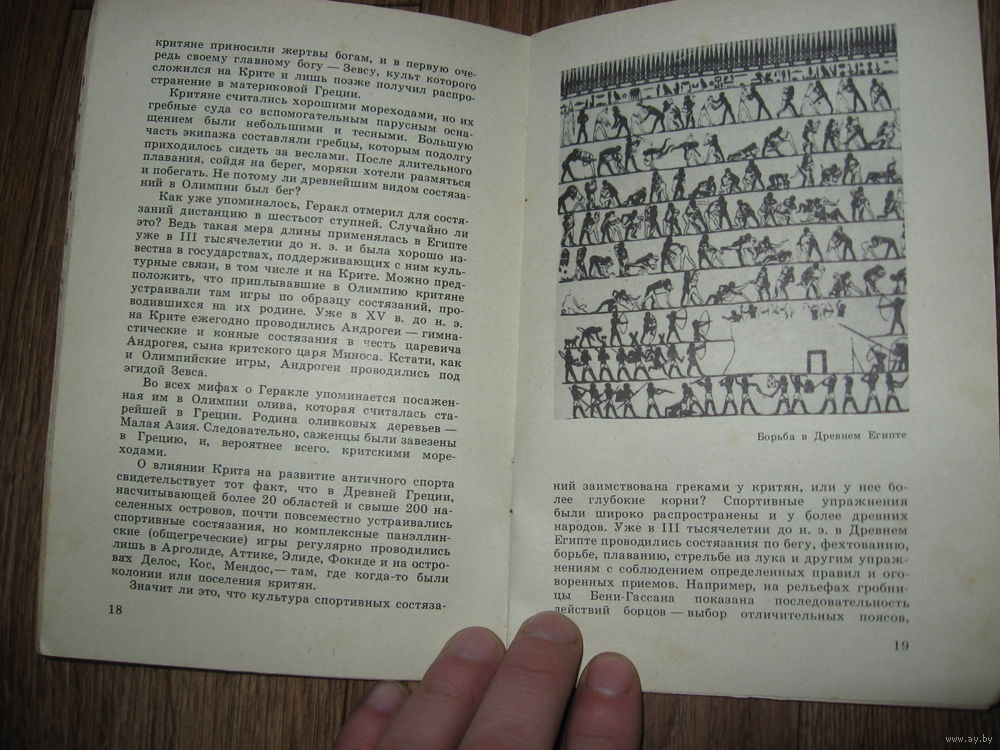 критяне приносили жертвы богам, и в первую оче-
редь своему главному богу — Зевсу, культ которого
сложился на Крите и лишь позже получил распро-
странение в материковой Греции.
Критяне считались хорошими мореходами, но их
гребные суда со вспомогательным парусным осна-
щением были небольшими и тесными. Большую
часть экипажа составляли гребцы, которым подолгу
приходилось сидеть за веслами. После длительного
плавания, сойдя на берег, моряки хотели размяться
и побегать. Не потому ли древнейшим видом состяза-
ний в Олимпии был бег?
Как уже упоминалось, Геракл отмерил для состя-
заний дистанцию в шестьсот ступней. Случайно ли
это? Ведь такая мера длины применялась в Египте
уже в III тысячелетии до н. э. и была хорошо из-
вестна в государствах, поддерживающих с ним куль-
турные связи, в том числе и на Крите. Можно пред-
положить, что приплывавшие в Олимпию критяне
устраивали там игры по образцу состязаний, про-
водившихся на их родине. Уже в XV в. до н. э.
на Крите ежегодно проводились Андрогеи — гимна-
стические и конные состязания в честь царевича
Андрогея, сына критского царя Миноса. Кстати, как
и Олимпийские игры, Андрогеи проводились под
эгидой Зевса.
Во всех мифах о Геракле упоминается посажен-
ная им в Олимпии олива, которая считалась ста-
рейшей в Греции. Родина оливковых деревьев —
Малая Азия. Следовательно, саженцы были завезены
в Грецию, и, вероятнее всего. критскими море-
ходами.
О влиянии Крита на развитие античного спорта
свидетельствует тот факт, что в Древней Греции,
насчитывающей более 20 областей и свыше 200 на-
селенных островов, почти повсеместно устраивались
спортивные состязания, но комплексные панэллин-
ские (общегреческие) игры регулярно проводились
лишь в Арголиде, Аттике, Элиде, Фокиде и на остро-
вах Делос, Кос, Мендос,— там, где когда-то были
колонии или поселения критян.
Значит ли это, что культура спортивных состяза-
18
Борьба в Древнем Египте
ний заимствована греками у критян, или у нее бо-
лее глубокие корни? Спортивные упражнения
были широко распространены и у более древних
народов. Уже в III тысячелетии до н. э. в Древнем
Египте проводились состязания по бегу, фехтованию,
борьбе, плаванию, стрельбе из лука и другим упраж-
нениям с соблюдением определенных правил и ого-
воренных приемов. Например, на рельефах гробни-
цы Бени-Гассана показана последовательность
действий борцов — выбор отличительных поясов,
19
www.ay.by